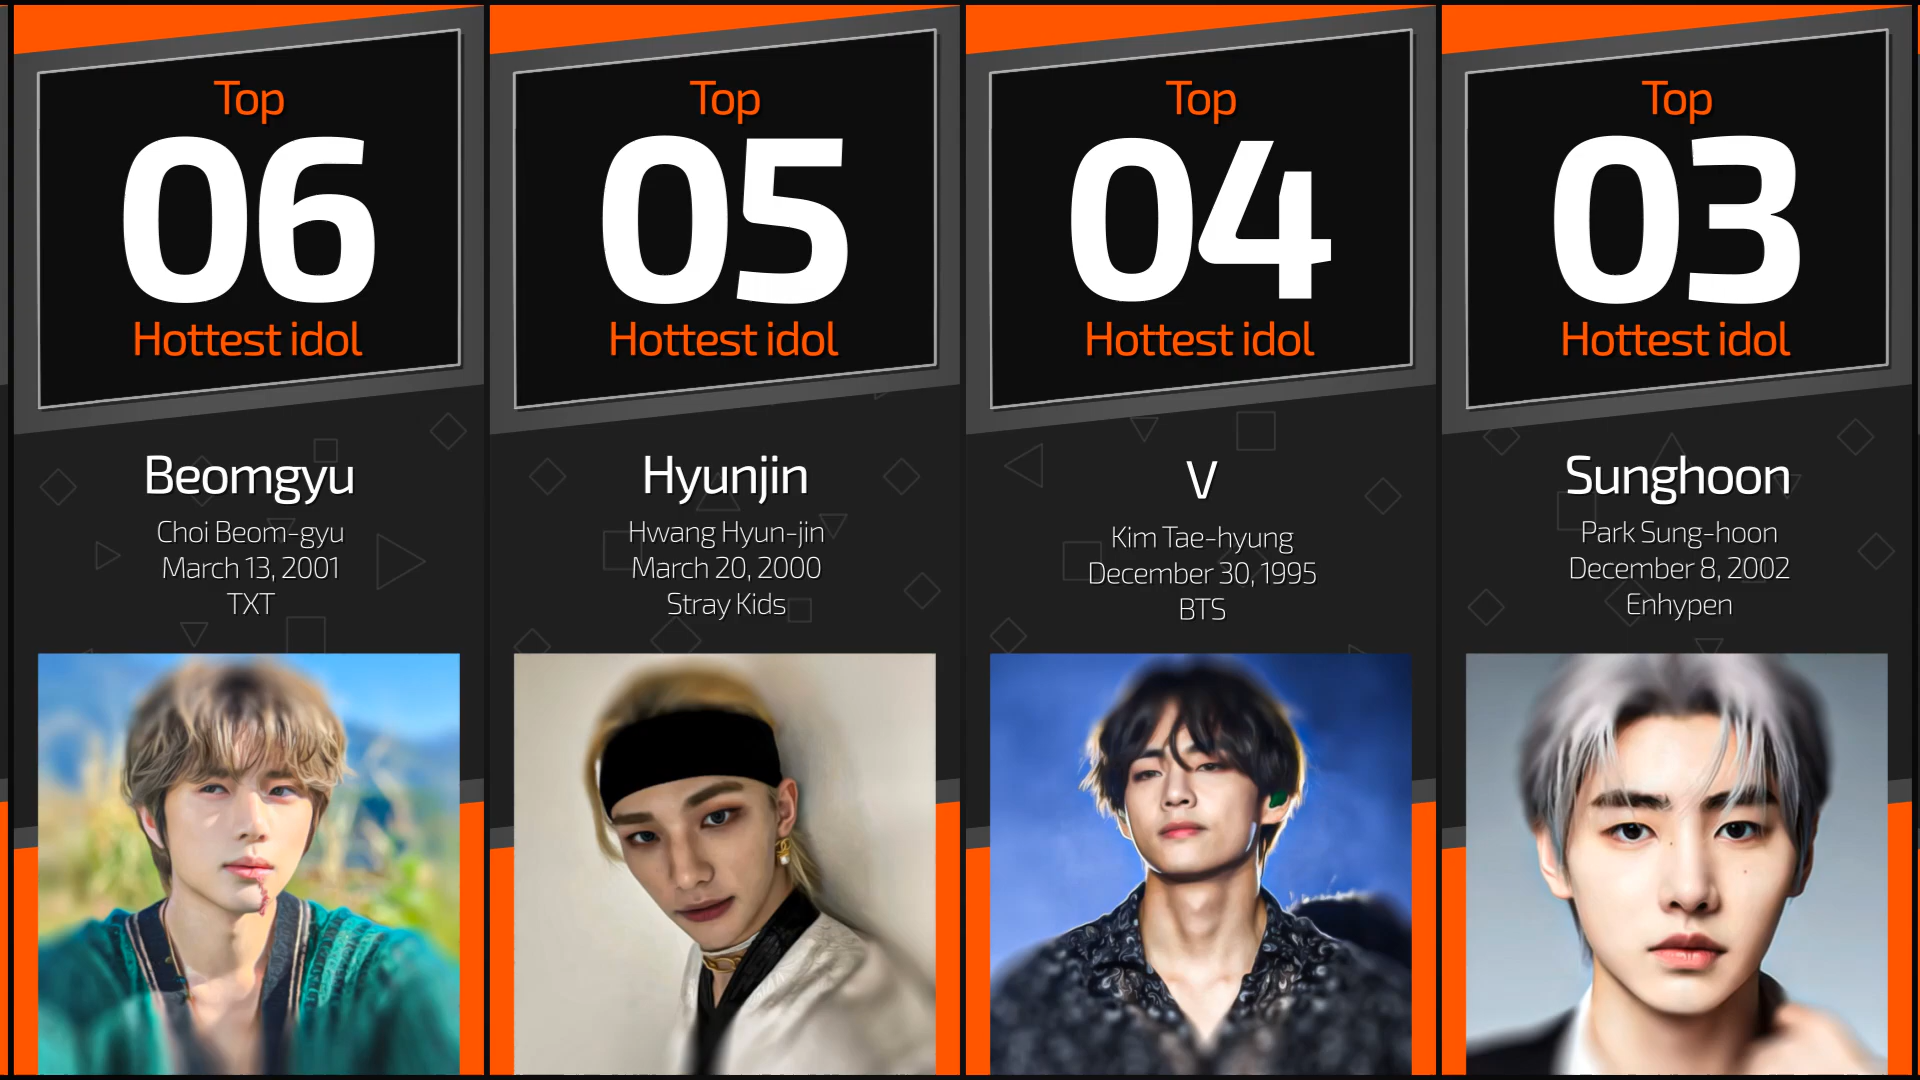 Top
06
Hottest idol
Beomgyu
Choi Beom-gyu
March 13, 2001
TXT
Top
05
Hottest idol
Hyunjin
Hwang Hyun-jin
March 20, 2000
Stray Kids
Top
04
Hottest idol
V
Kim Tae-hyung
December 30, 1995
BTS
Top
03
Hottest idol
Sunghoon
Park Sung-hoon
December 8, 2002
Enhypen